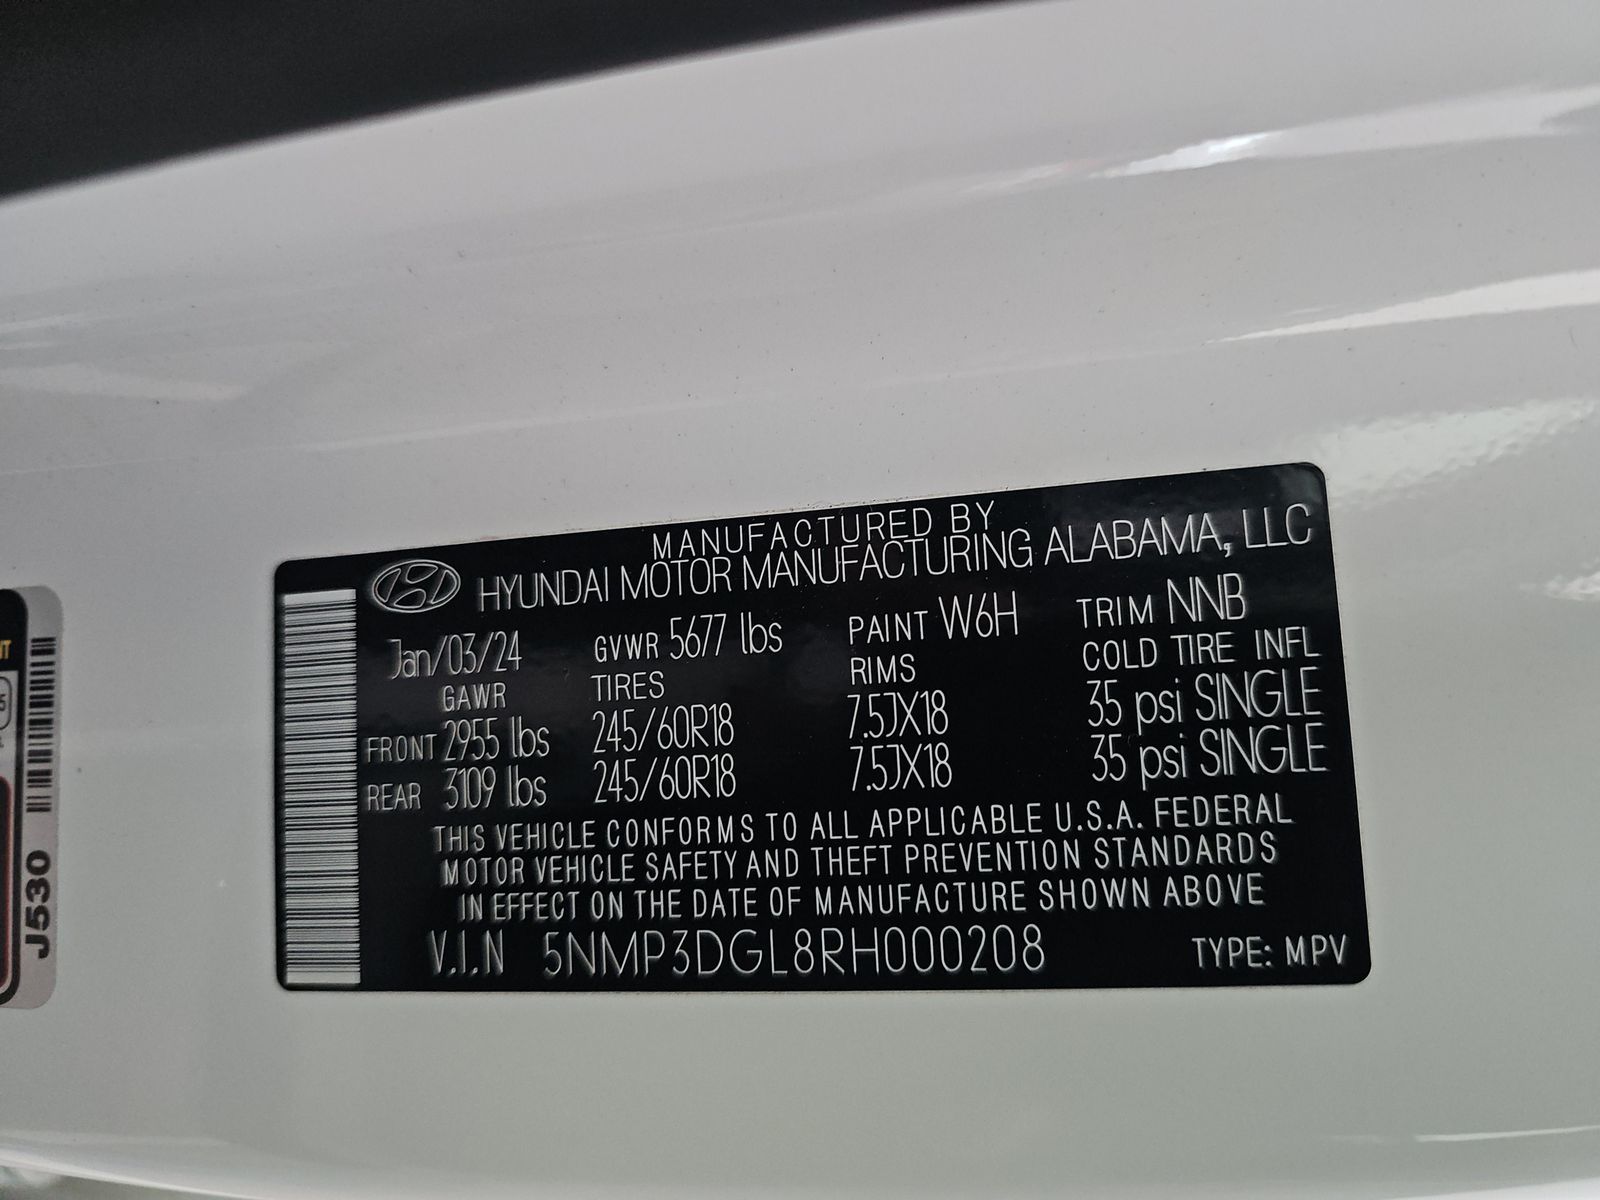 MANUFACTURED BY
HYUNDAI MOTOR MANUFACTURING ALABAMA, LLC
Jan/03/24 GVWR 5677 lbs PAINT W6H TRIM NNB
GAWR TIRES RIMS COLD TIRE INFL
FRONT 2955 lbs 245/60R18 7.5JX18 35 psi SINGLE
REAR 3109 lbs 245/60R18 7.5JX18 35 psi SINGLE
THIS VEHICLE CONFORMS TO ALL APPLICABLE U.S.A. FEDERAL
MOTOR VEHICLE SAFETY AND THEFT PREVENTION STANDARDS
IN EFFECT ON THE DATE OF MANUFACTURE SHOWN ABOVE
V.I.N 5NMP3DGL8RH000208 TYPE: MPV
J530